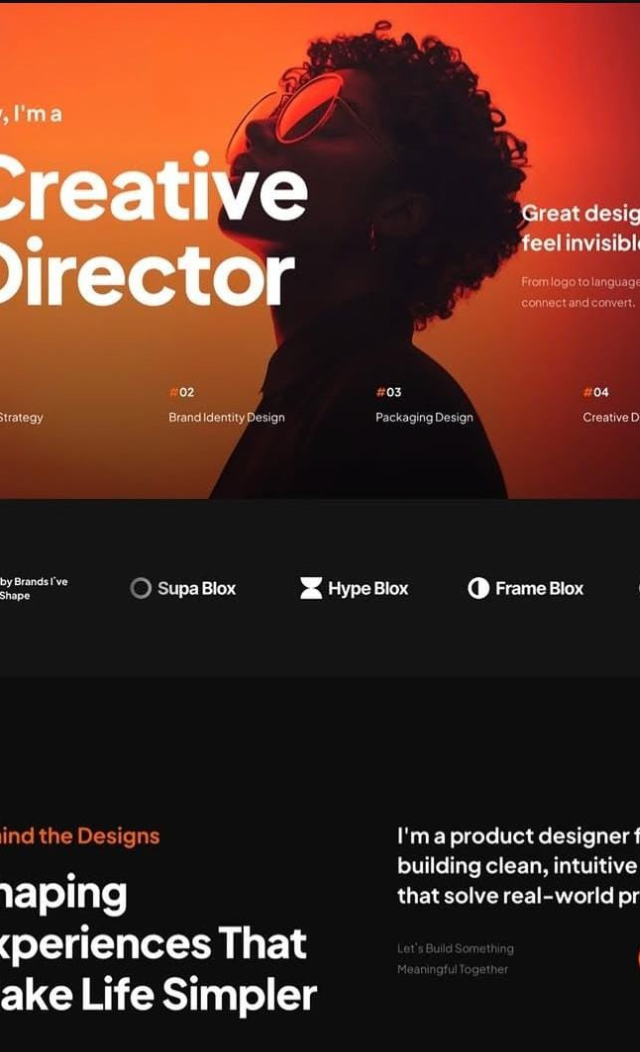 , I'm a
Creative
Director
Great desig
feel invisibl
From logo to language
connect and convert.
Strategy
#02
Brand Identity Design
#03
Packaging Design
#04
Creative D
by Brands I've
Shape
Supa Blox
Hype Blox
Frame Blox
ind the Designs
haping
xperiences That
ake Life Simpler
I'm a product designer f
building clean, intuitive
that solve real-world pr
Let's Build Something
Meaningful Together